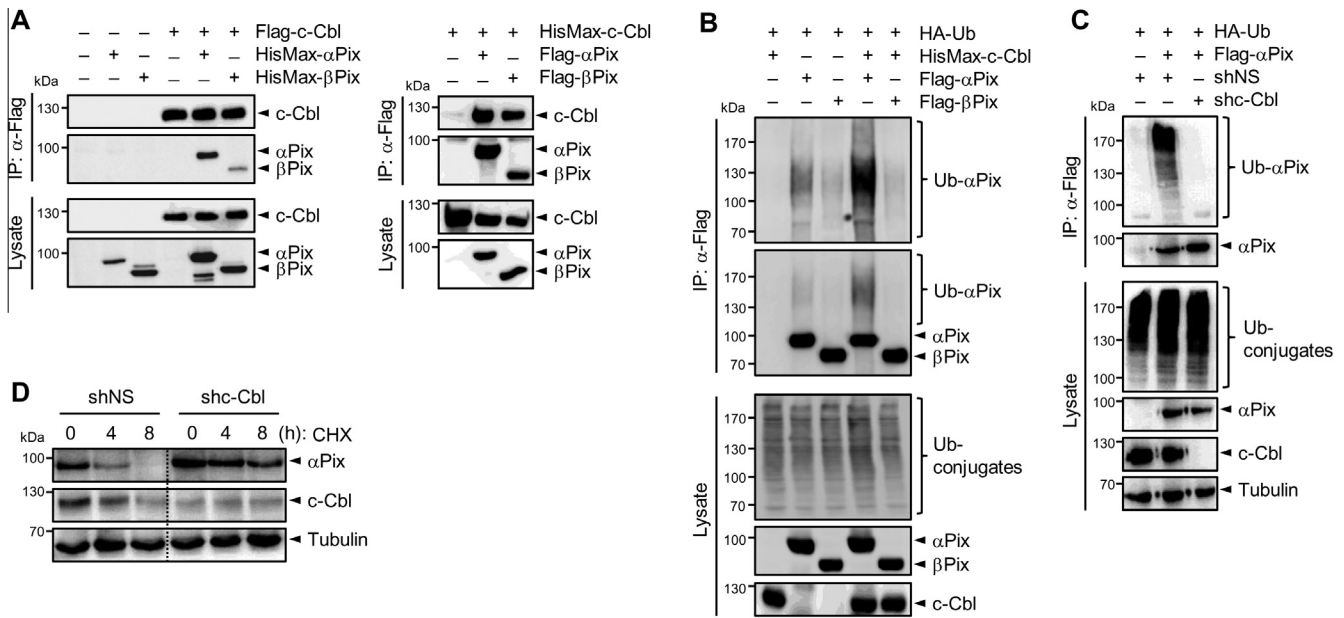 A
– – – + + + Flag-c-Cbl
– + – – + – HisMax-αPix
– – + – – + HisMax-βPix
kDa
IP: α-Flag
130
c-Cbl
100
αPix
βPix
Lysate
130
c-Cbl
100
αPix
βPix
+ + + HisMax-c-Cbl
– + – Flag-αPix
– – + Flag-βPix
kDa
IP: α-Flag
130
c-Cbl
100
αPix
βPix
Lysate
130
c-Cbl
100
αPix
βPix
B
+ + + + + HA-Ub
+ – – + + HisMax-c-Cbl
– + – + – Flag-αPix
– – + – + Flag-βPix
kDa
IP: α-Flag
170
130
100
70
Ub-αPix
170
130
100
70
Ub-αPix
αPix
βPix
Lysate
170
130
100
70
Ub-
conjugates
100
αPix
βPix
130
c-Cbl
C
+ + + HA-Ub
– + + Flag-αPix
+ + – shNS
– – + shc-Cbl
kDa
IP: α-Flag
170
130
100
Ub-αPix
100
αPix
Lysate
170
130
100
Ub-
conjugates
100
αPix
130
c-Cbl
70
Tubulin
D
shNS shc-Cbl
0 4 8 0 4 8 (h): CHX
kDa
100
αPix
130
c-Cbl
70
Tubulin